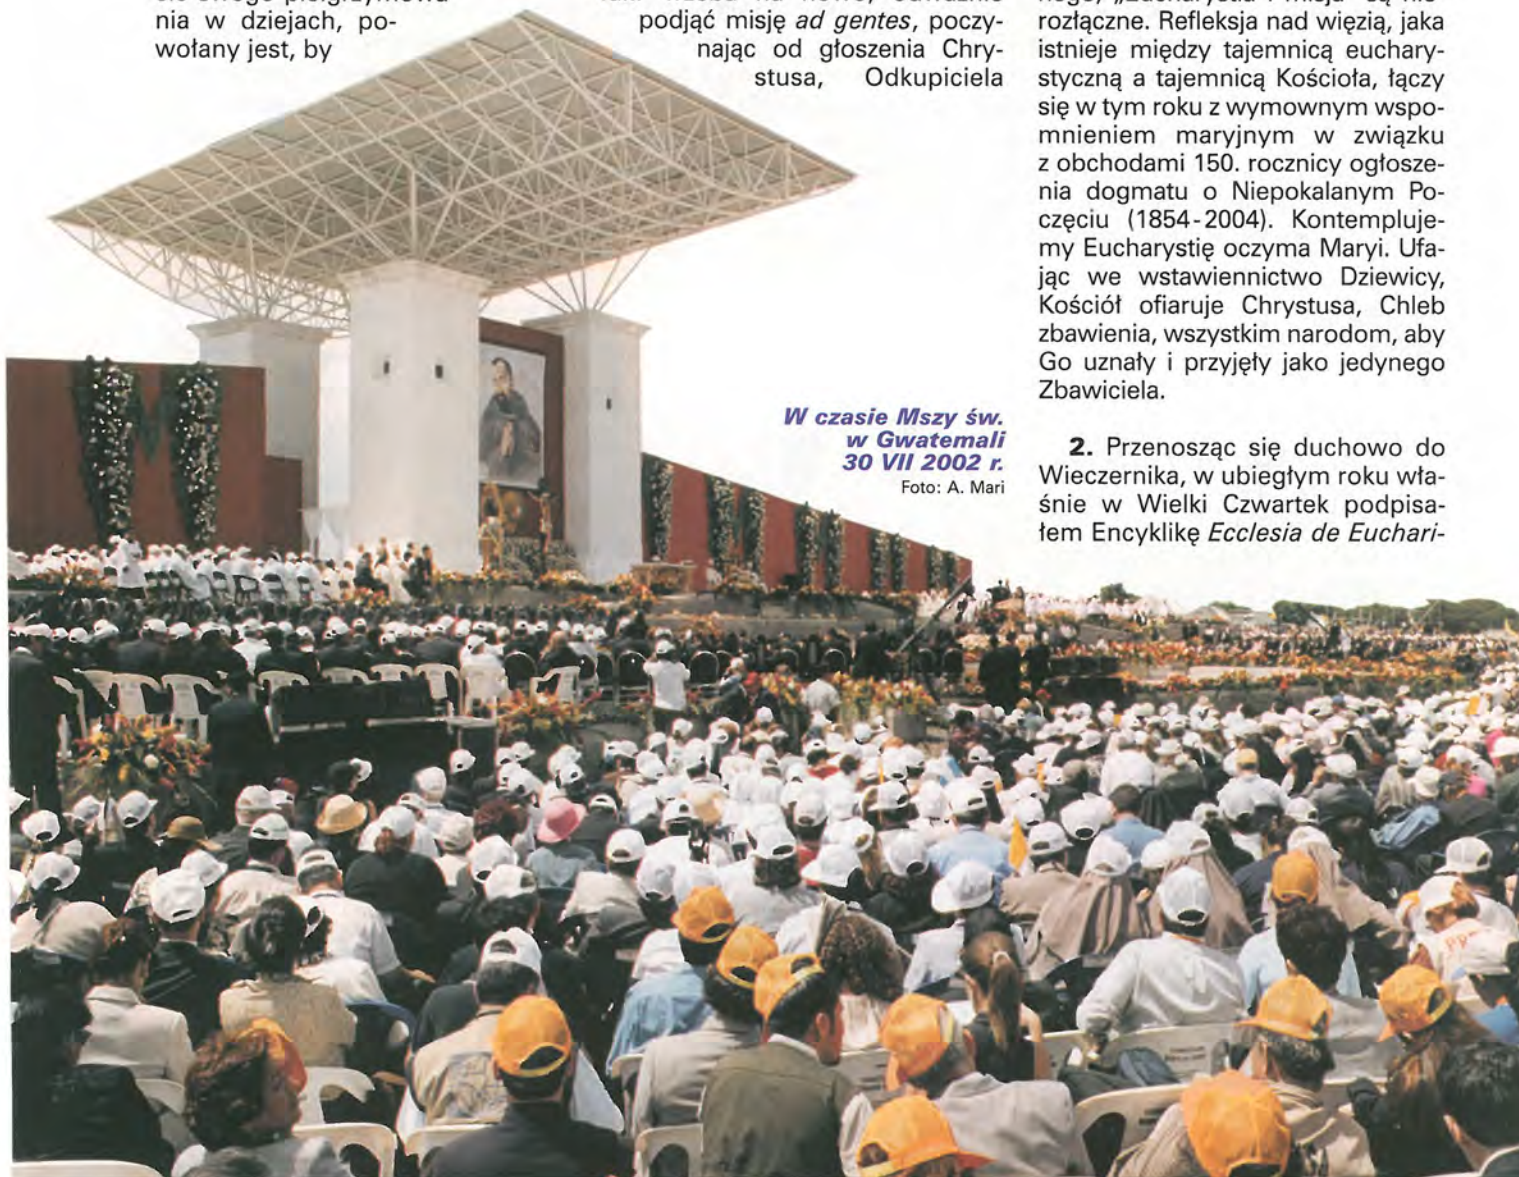 nia w dziejach, po-
wołany jest, by
podjąć misję ad gentes, poczy-
nając od głoszenia Chry-
stusa, Odkupiciela
rozłączne. Refleksja nad więzią, jaka
istnieje między tajemnicą euchary-
styczną a tajemnicą Kościoła, łączy
się w tym roku z wymownym wspo-
mnieniem maryjnym w związku
z obchodami 150. rocznicy ogłosze-
nia dogmatu o Niepokalanym Po-
częciu (1854-2004). Kontempluje-
my Eucharystię oczyma Maryi. Ufa-
jąc we wstawiennictwo Dziewicy,
Kościół ofiaruje Chrystusa, Chleb
zbawienia, wszystkim narodom, aby
Go uznały i przyjęły jako jedynego
Zbawiciela.
2. Przenosząc się duchowo do
Wieczernika, w ubiegłym roku wła-
śnie w Wielki Czwartek podpisa-
łem Encyklikę Ecclesia de Euchari-
W czasie Mszy św.
w Gwatemali
30 VII 2002 r.
Foto: A. Mari